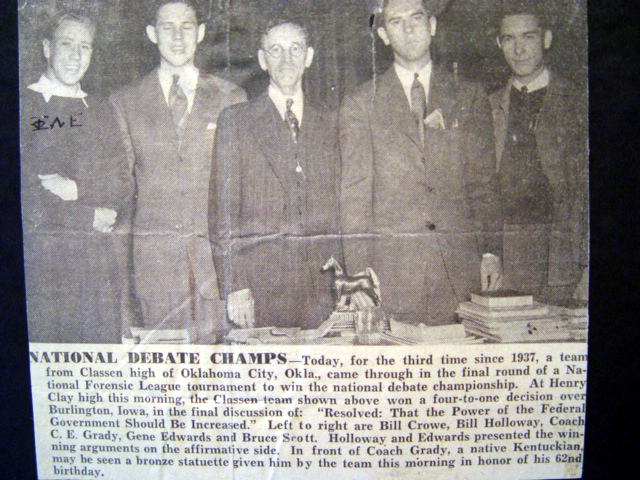 ΦΛΕ
NATIONAL DEBATE CHAMPS—Today, for the third time since 1937, a team
from Classen high of Oklahoma City, Okla., came through in the final round of a Na-
tional Forensic League tournament to win the national debate championship. At Henry
Clay high this morning, the Classen team shown above won a four-to-one decision over
Burlington, Iowa, in the final discussion of: "Resolved: That the Power of the Federal
Government Should Be Increased." Left to right are Bill Crowe, Bill Holloway, Coach
C. E. Grady, Gene Edwards and Bruce Scott. Holloway and Edwards presented the win-
ning arguments on the affirmative side. In front of Coach Grady, a native Kentuckian,
may be seen a bronze statuette given him by the team this morning in honor of his 62nd
birthday.